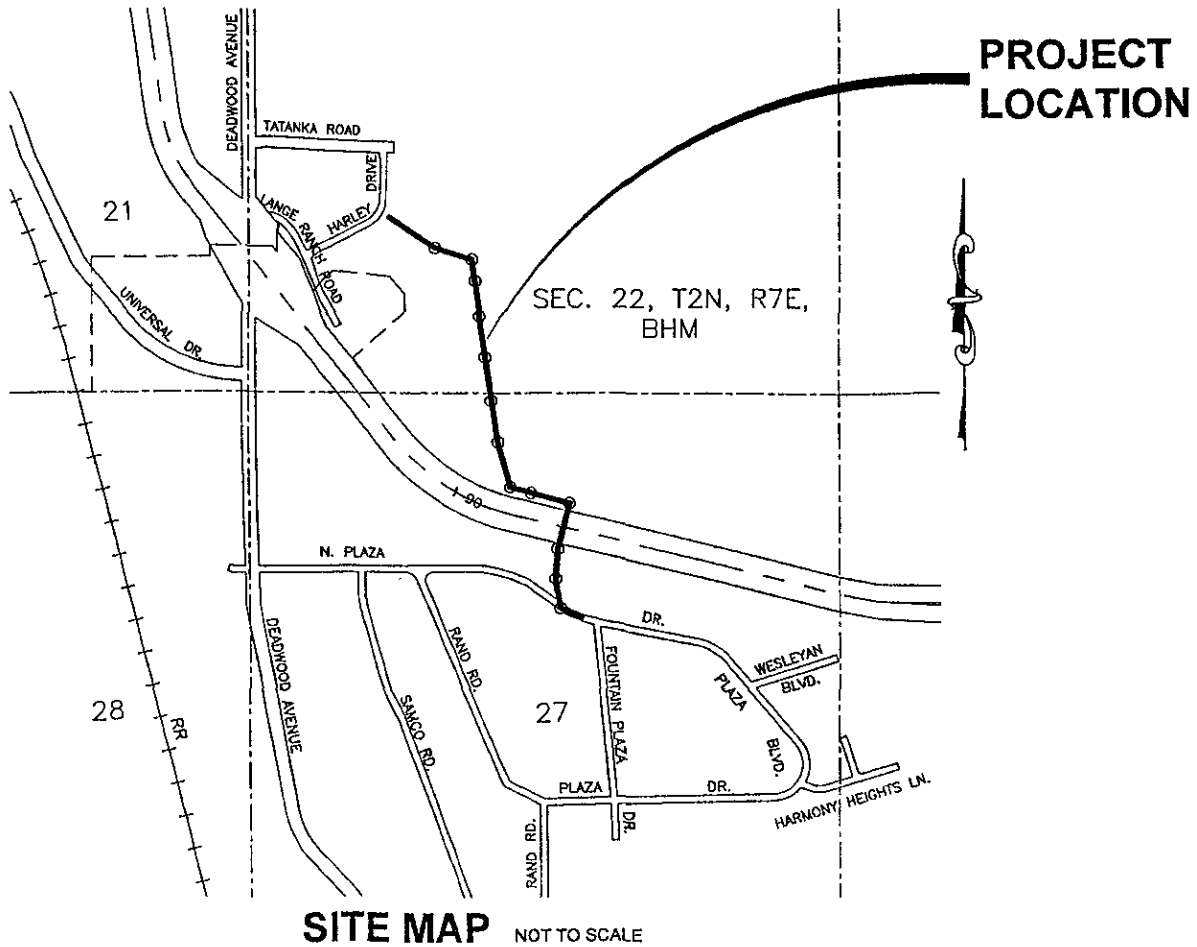 PROJECT
LOCATION
DEADWOOD AVENUE
TATANKA ROAD
DRIVE
HARLEY
LANGE RANCH ROAD
21
UNIVERSAL DR.
SEC. 22, T2N, R7E,
BHM
I-90
N. PLAZA
DR.
DEADWOOD AVENUE
SAMCO RD.
RAND RD.
FOUNTAIN PLAZA
DR.
WESLEYAN
BLVD.
PLAZA
BLVD.
28
RR
27
PLAZA
DR.
HARMONY HEIGHTS LN.
RAND RD.
SITE MAP NOT TO SCALE